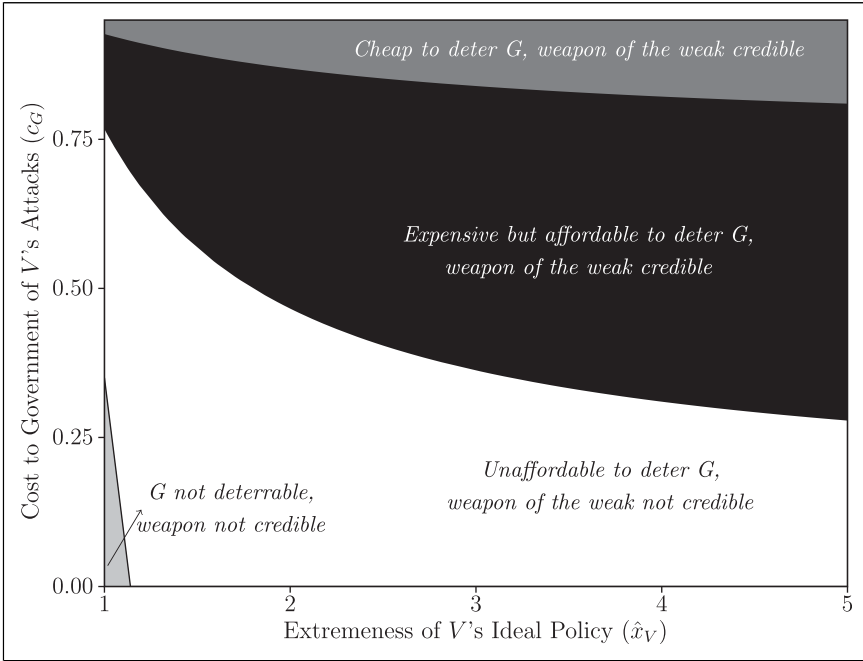 Cheap to deter G, weapon of the weak credible
Cost to Government of V's Attacks (c_G)
0.75
Expensive but affordable to deter G,
weapon of the weak credible
0.50
0.25
Unaffordable to deter G,
weapon of the weak not credible
G not deterrable,
weapon not credible
0.00
1 2 3 4 5
Extremeness of V's Ideal Policy (x̂_V)